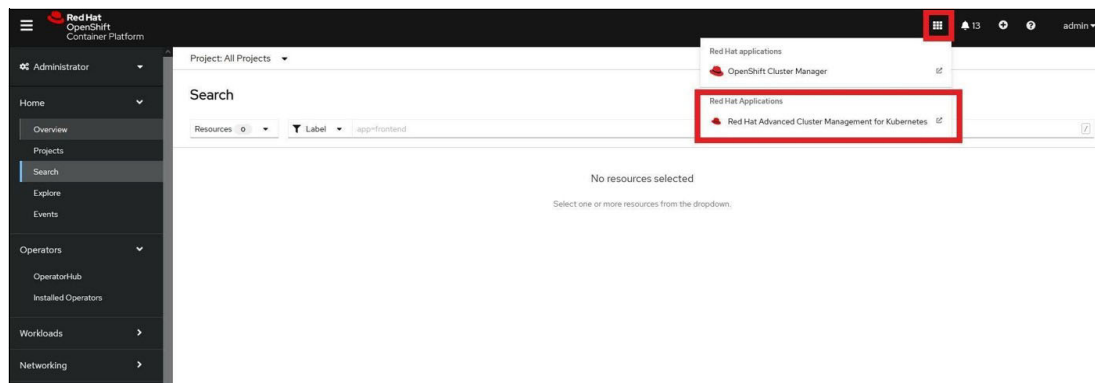 Red Hat
OpenShift
Container Platform
13
admin
Administrator
Home
Overview
Projects
Search
Explore
Events
Operators
OperatorHub
Installed Operators
Workloads
Networking
Project: All Projects
Search
Resources 0
Label
app=frontend
/
No resources selected
Select one or more resources from the dropdown.
Red Hat applications
OpenShift Cluster Manager
Red Hat Applications
Red Hat Advanced Cluster Management for Kubernetes